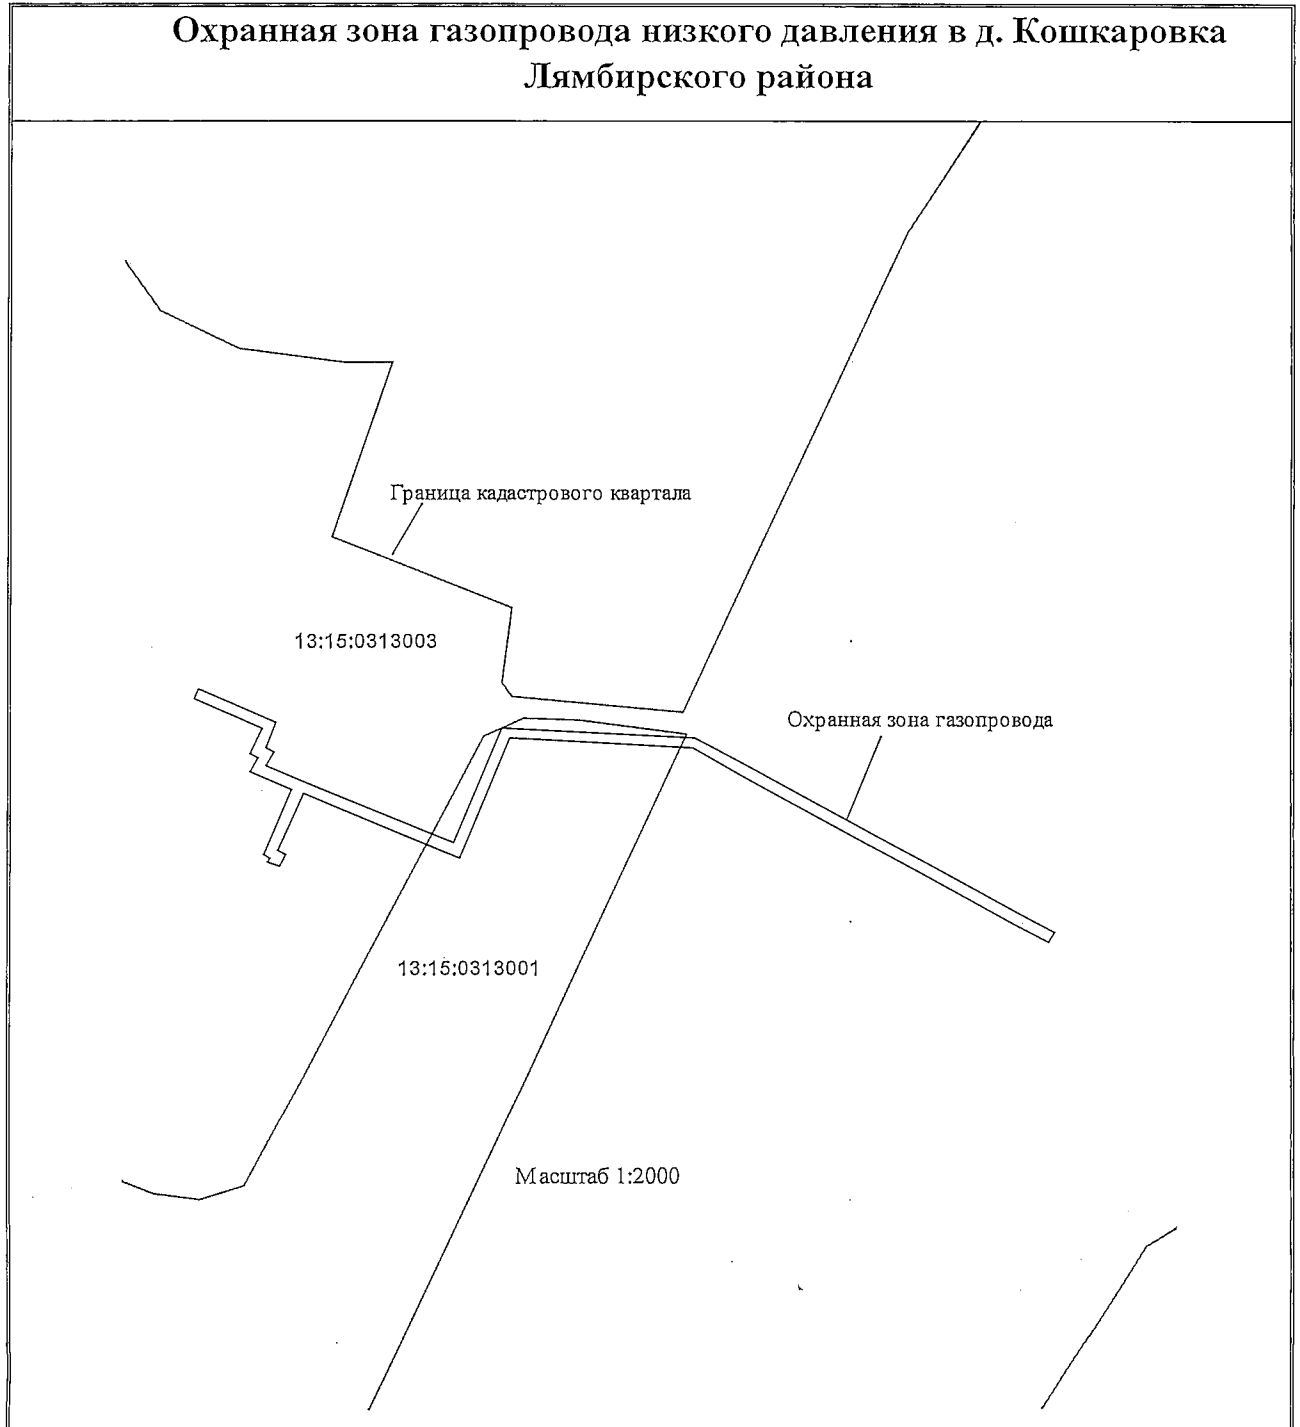 Охранная зона газопровода низкого давления в д. Кошкаровка
Лямбирского района
Граница кадастрового квартала
13:15:0313003
Охранная зона газопровода
13:15:0313001
Масштаб 1:2000